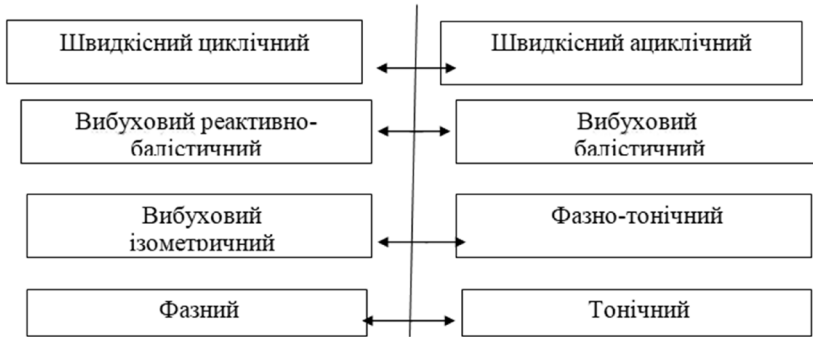 Швидкісний циклічний
Швидкісний ациклічний
Вибуховий реактивно-
балістичний
Вибуховий
балістичний
Вибуховий
ізометричний
Фазно-тонічний
Фазний
Тонічний